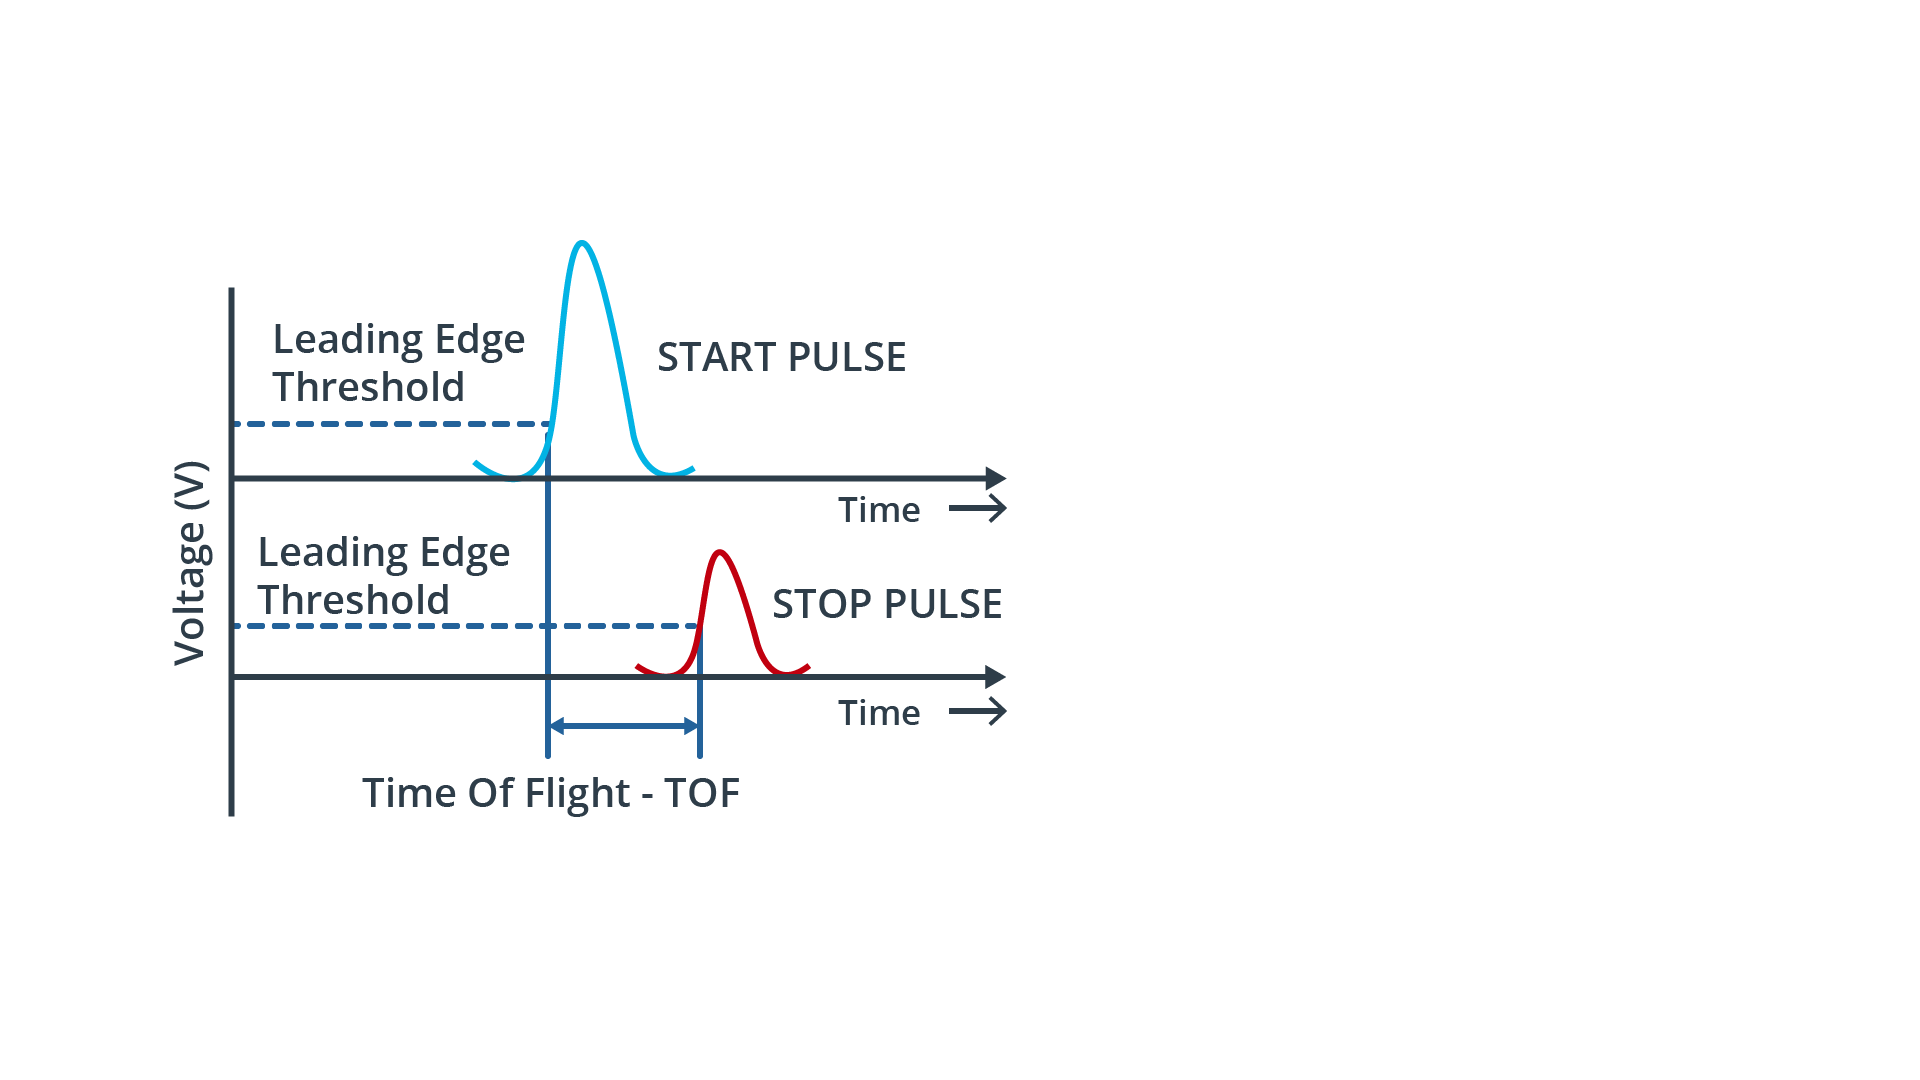 Leading Edge
Threshold
START PULSE
Time
Voltage (V)
Leading Edge
Threshold
STOP PULSE
Time
Time Of Flight - TOF